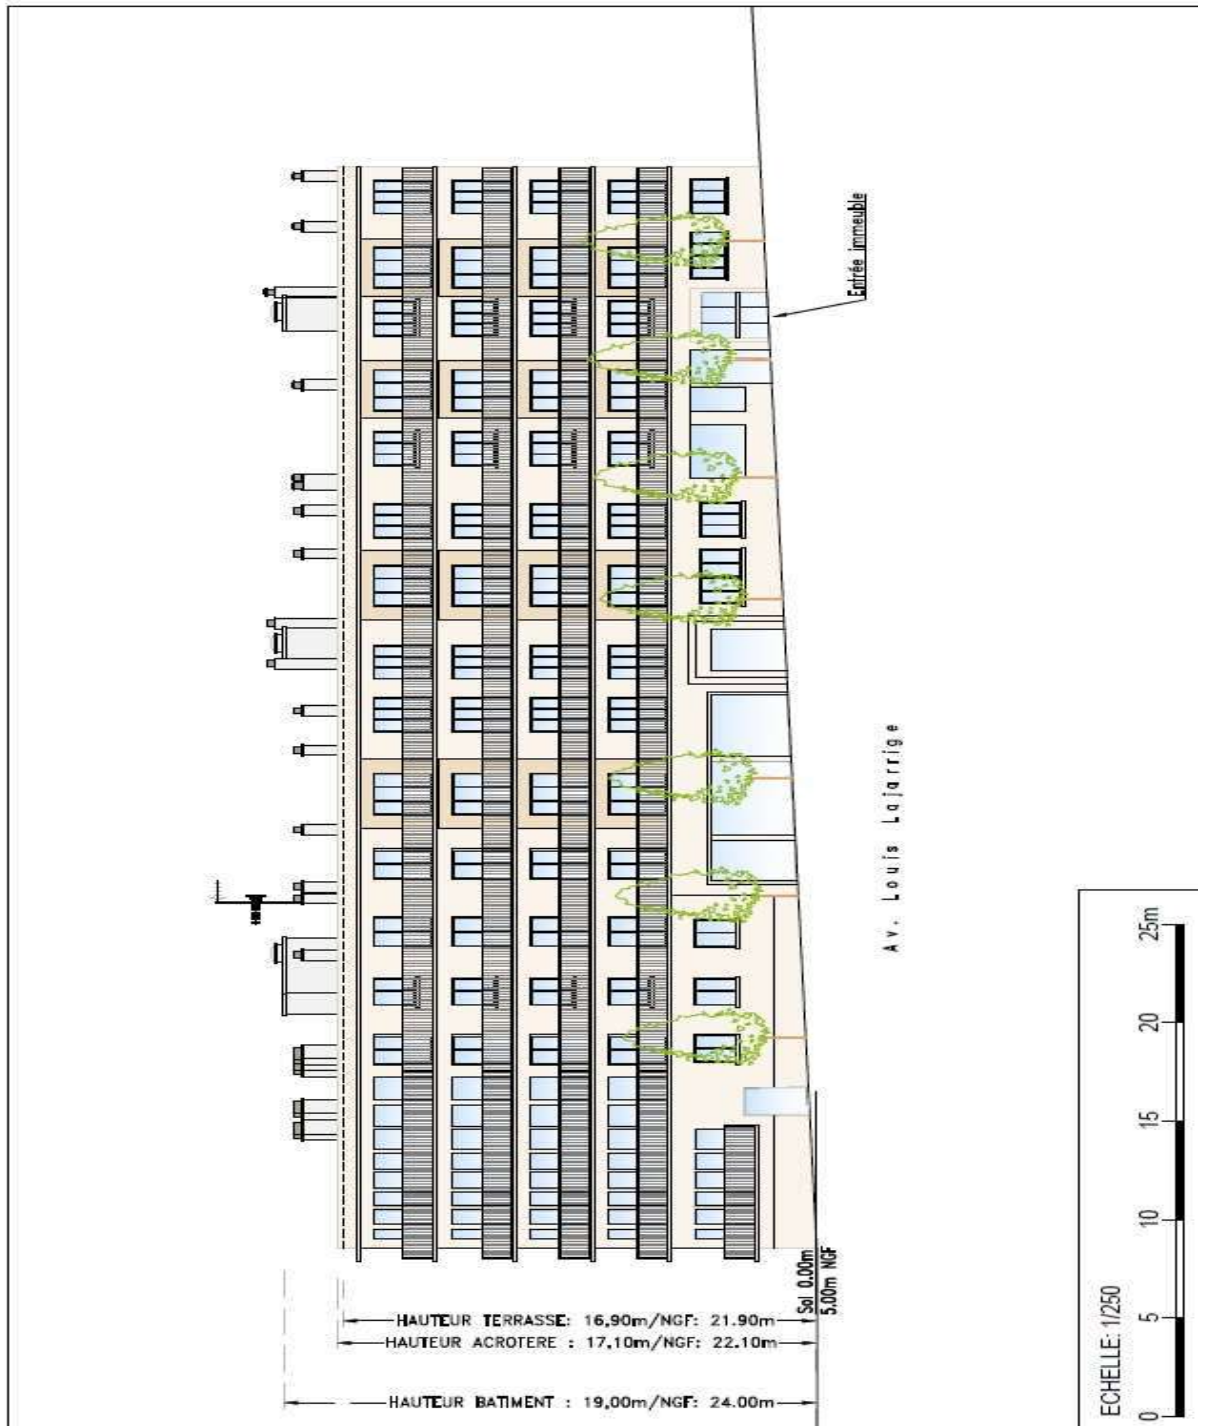 Entrée immeuble
Av. Louis Lajarrige
Sol 0.00m
5.00m NGF
HAUTEUR TERRASSE: 16,90m/NGF: 21.90m
HAUTEUR ACROTERE : 17,10m/NGF: 22.10m
HAUTEUR BATIMENT : 19,00m/NGF: 24.00m
ECHELLE: 1/250
0 5 10 15 20 25m